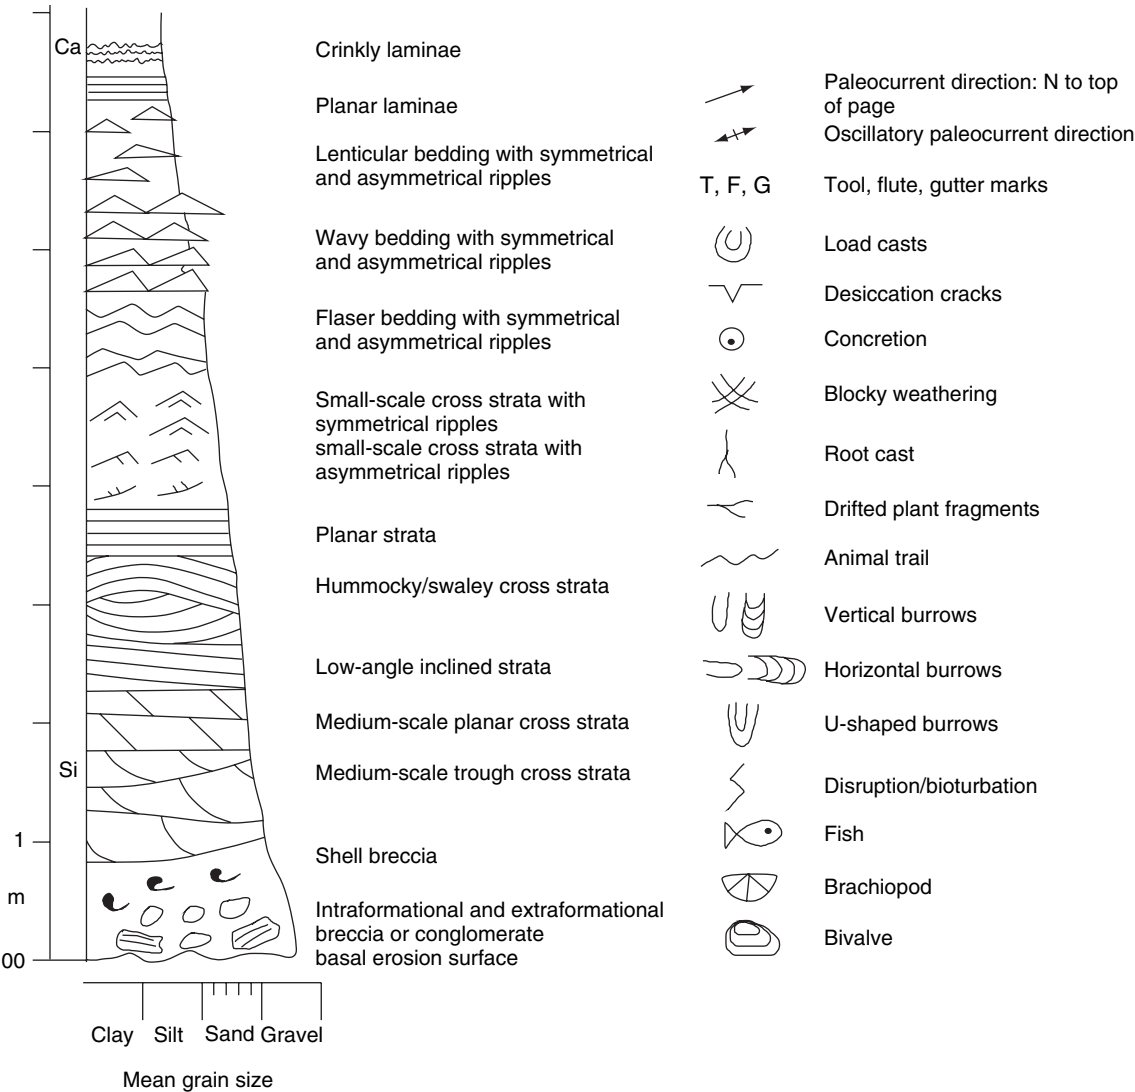 Ca
Crinkly laminae
Planar laminae
Lenticular bedding with symmetrical
and asymmetrical ripples
Wavy bedding with symmetrical
and asymmetrical ripples
Flaser bedding with symmetrical
and asymmetrical ripples
Small-scale cross strata with
symmetrical ripples
small-scale cross strata with
asymmetrical ripples
Planar strata
Hummocky/swaley cross strata
Low-angle inclined strata
Medium-scale planar cross strata
Si
Medium-scale trough cross strata
1
Shell breccia
m
Intraformational and extraformational
breccia or conglomerate
basal erosion surface
00
Clay Silt Sand Gravel
Mean grain size
Paleocurrent direction: N to top
of page
Oscillatory paleocurrent direction
T, F, G Tool, flute, gutter marks
Load casts
Desiccation cracks
Concretion
Blocky weathering
Root cast
Drifted plant fragments
Animal trail
Vertical burrows
Horizontal burrows
U-shaped burrows
Disruption/bioturbation
Fish
Brachiopod
Bivalve